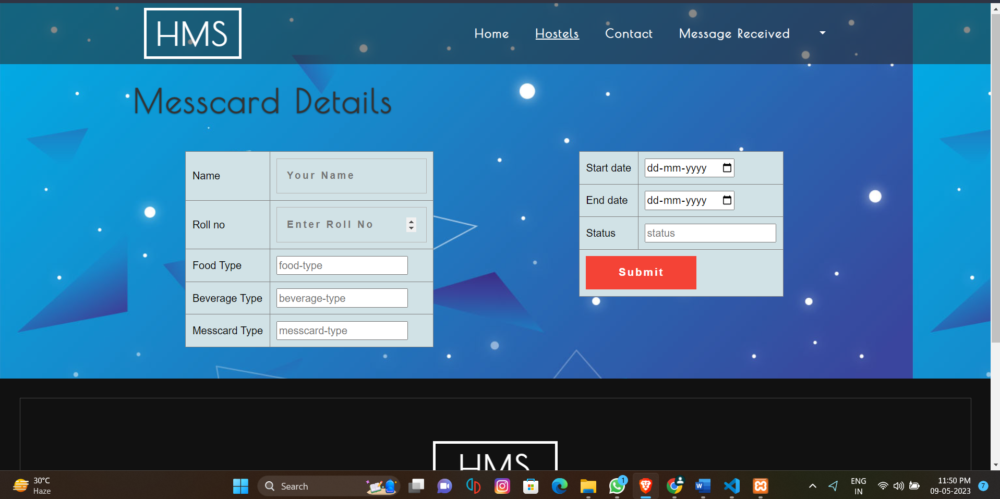 HMS
Home Hostels Contact Message Received
Messcard Details
Name Your Name
Roll no Enter Roll No
Food Type food-type
Beverage Type beverage-type
Messcard Type messcard-type
Start date dd-mm-yyyy
End date dd-mm-yyyy
Status status
Submit
HMS
30°C
Haze
Search
1
W
ENG
IN
11:50 PM
09-05-2023
7